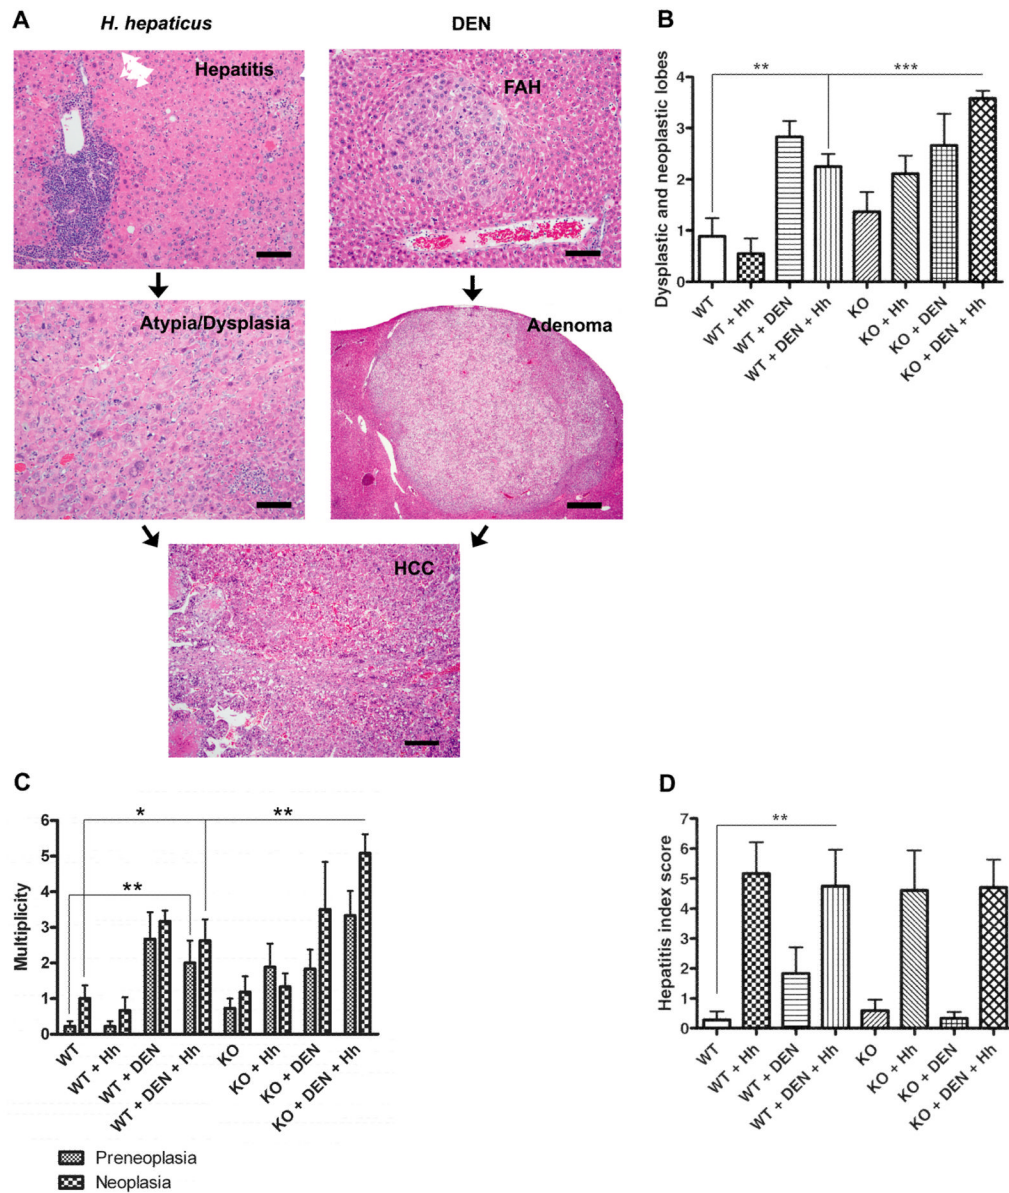 A
H. hepaticus
DEN
Hepatitis
FAH
Atypia/Dysplasia
Adenoma
HCC
B
Dysplastic and neoplastic lobes
4
3
2
1
0
**
***
WT
WT + Hh
WT + DEN
WT + DEN + Hh
KO
KO + Hh
KO + DEN
KO + DEN + Hh
C
Multiplicity
6
5
4
3
2
1
0
*
**
**
WT
WT + Hh
WT + DEN
WT + DEN + Hh
KO
KO + Hh
KO + DEN
KO + DEN + Hh
Preneoplasia
Neoplasia
D
Hepatitis index score
7
6
5
4
3
2
1
0
**
WT
WT + Hh
WT + DEN
WT + DEN + Hh
KO
KO + Hh
KO + DEN
KO + DEN + Hh